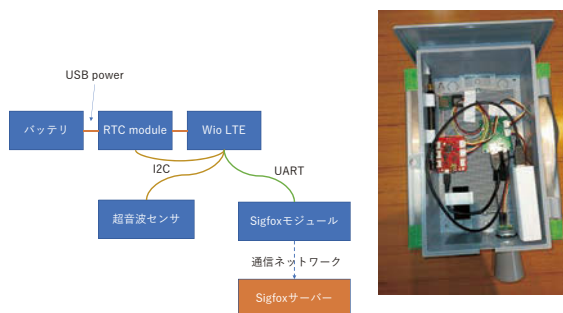 USB power
バッテリ
RTC module
Wio LTE
I2C
UART
超音波センサ
Sigfoxモジュール
通信ネットワーク
Sigfoxサーバー